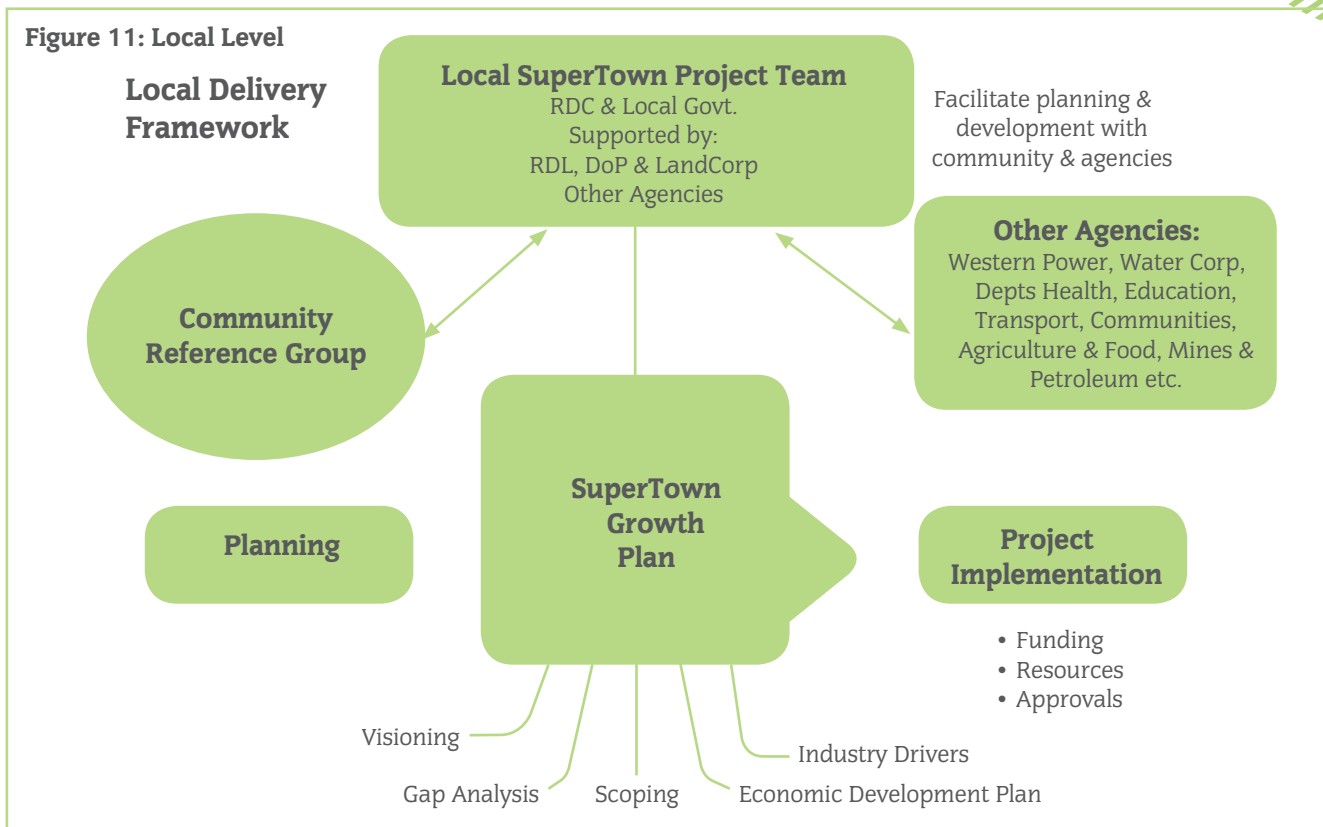 Figure 11: Local Level
Local Delivery
Framework
Local SuperTown Project Team
RDC & Local Govt.
Supported by:
RDL, DoP & LandCorp
Other Agencies
Facilitate planning &
development with
community & agencies
Other Agencies:
Western Power, Water Corp,
Depts Health, Education,
Transport, Communities,
Agriculture & Food, Mines &
Petroleum etc.
Community
Reference Group
SuperTown
Growth
Plan
Planning
Project
Implementation
• Funding
• Resources
• Approvals
Visioning
Gap Analysis
Scoping
Economic Development Plan
Industry Drivers